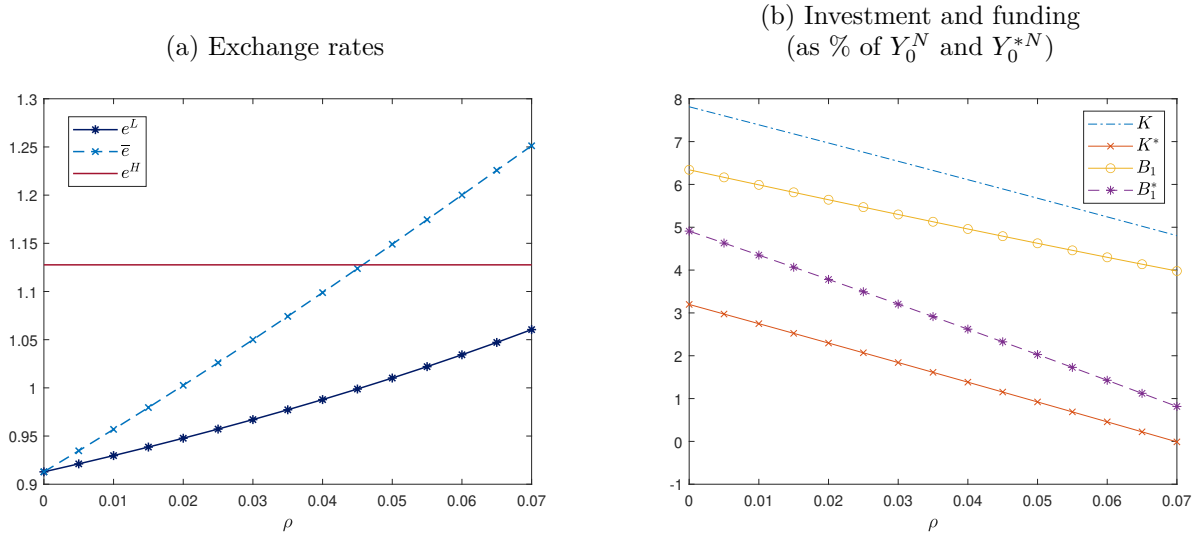 (a) Exchange rates
1.3
1.25
1.2
1.15
1.1
1.05
1
0.95
0.9
0 0.01 0.02 0.03 0.04 0.05 0.06 0.07
ρ
e^L
e̅
e^H
(b) Investment and funding
(as % of Y_0^N and Y_0^{*N})
8
7
6
5
4
3
2
1
0
-1
0 0.01 0.02 0.03 0.04 0.05 0.06 0.07
ρ
K
K*
B_1
B_1^*